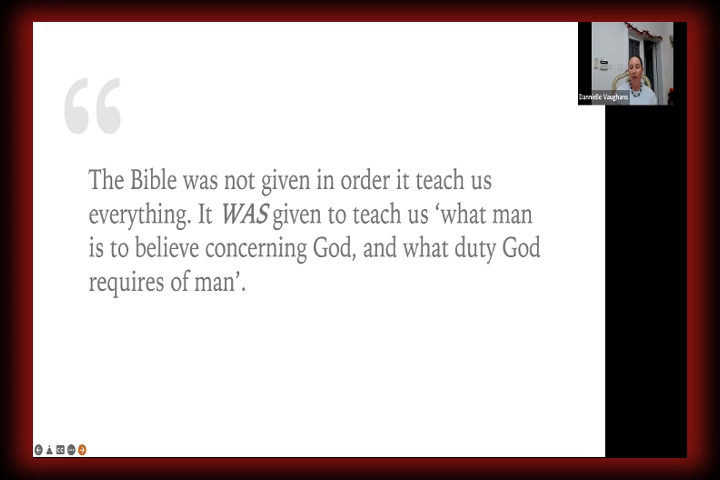 “
The Bible was not given in order it teach us
everything. It WAS given to teach us ‘what man
is to believe concerning God, and what duty God
requires of man’.
Dannielle Vaughans